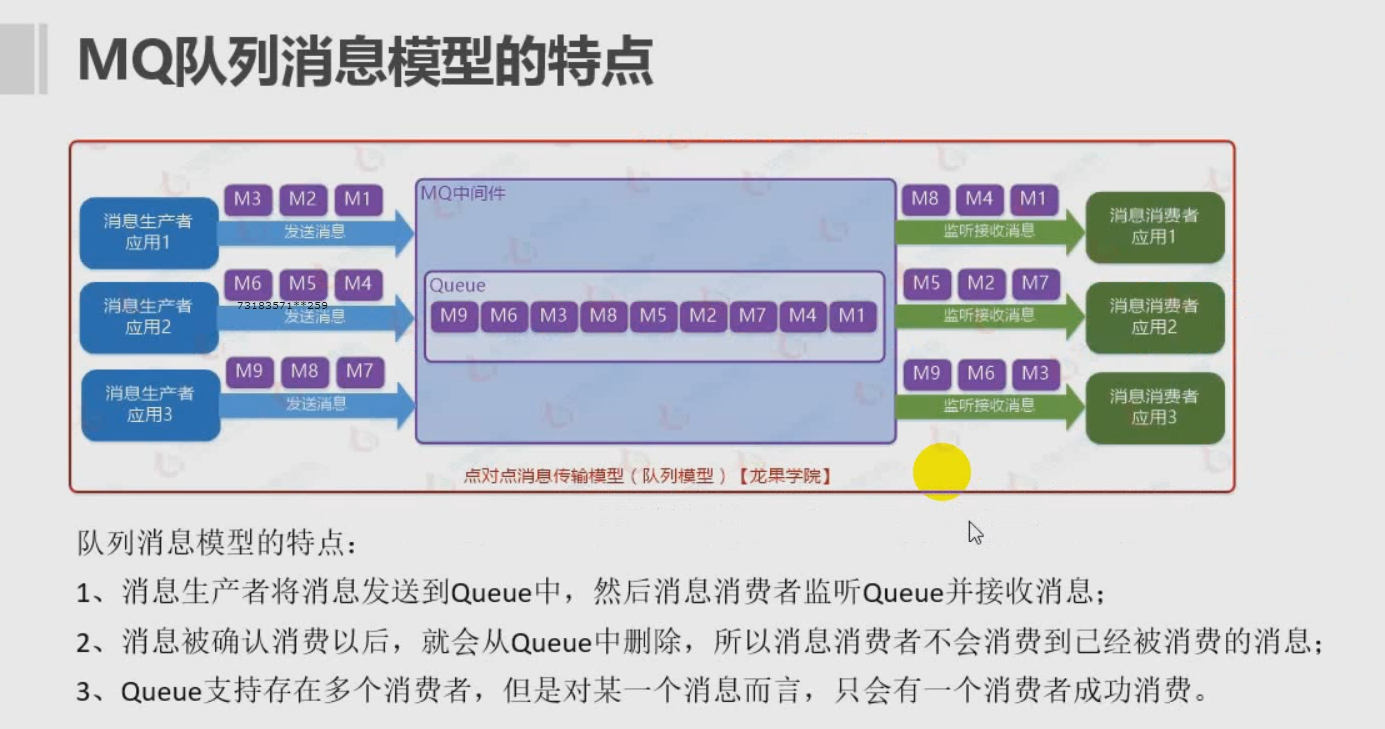 MQ队列消息模型的特点
消息生产者
应用1
M3 M2 M1
发送消息
消息生产者
应用2
M6 M5 M4
73183571**259
发送消息
消息生产者
应用3
M9 M8 M7
发送消息
MQ中间件
Queue
M9 M6 M3 M8 M5 M2 M7 M4 M1
M8 M4 M1
监听接收消息
消息消费者
应用1
M5 M2 M7
监听接收消息
消息消费者
应用2
M9 M6 M3
监听接收消息
消息消费者
应用3
点对点消息传输模型（队列模型）【龙果学院】
队列消息模型的特点：
1、消息生产者将消息发送到Queue中，然后消息消费者监听Queue并接收消息；
2、消息被确认消费以后，就会从Queue中删除，所以消息消费者不会消费到已经被消费的消息；
3、Queue支持存在多个消费者，但是对某一个消息而言，只会有一个消费者成功消费。